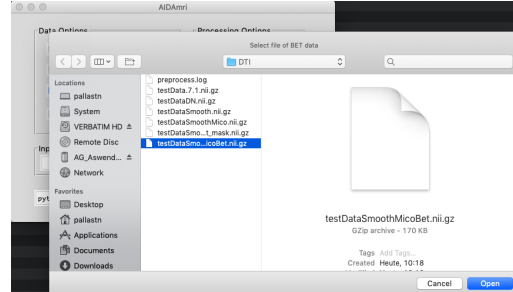 AIDAmri
Data Options
Processing Options
Select file of BET data
DTI
Locations
pallastn
System
VERBATIM HD
Remote Disc
AG_Aswend...
Network
Favorites
Desktop
pallastn
Applications
Documents
Downloads
preprocess.log
testData.7.1.nii.gz
testDataDN.nii.gz
testDataSmooth.nii.gz
testDataSmoothMico.nii.gz
testDataSmo...t_mask.nii.gz
testDataSmo...icoBet.nii.gz
testDataSmoothMicoBet.nii.gz
GZip archive - 170 KB
Tags Add Tags...
Created Heute, 10:18
Inp
pyt
Cancel
Open